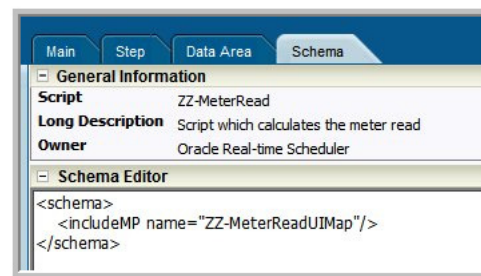 Main Step Data Area Schema
General Information
Script ZZ-MeterRead
Long Description Script which calculates the meter read
Owner Oracle Real-time Scheduler
Schema Editor
<schema>
<includeMP name="ZZ-MeterReadUIMap"/>
</schema>